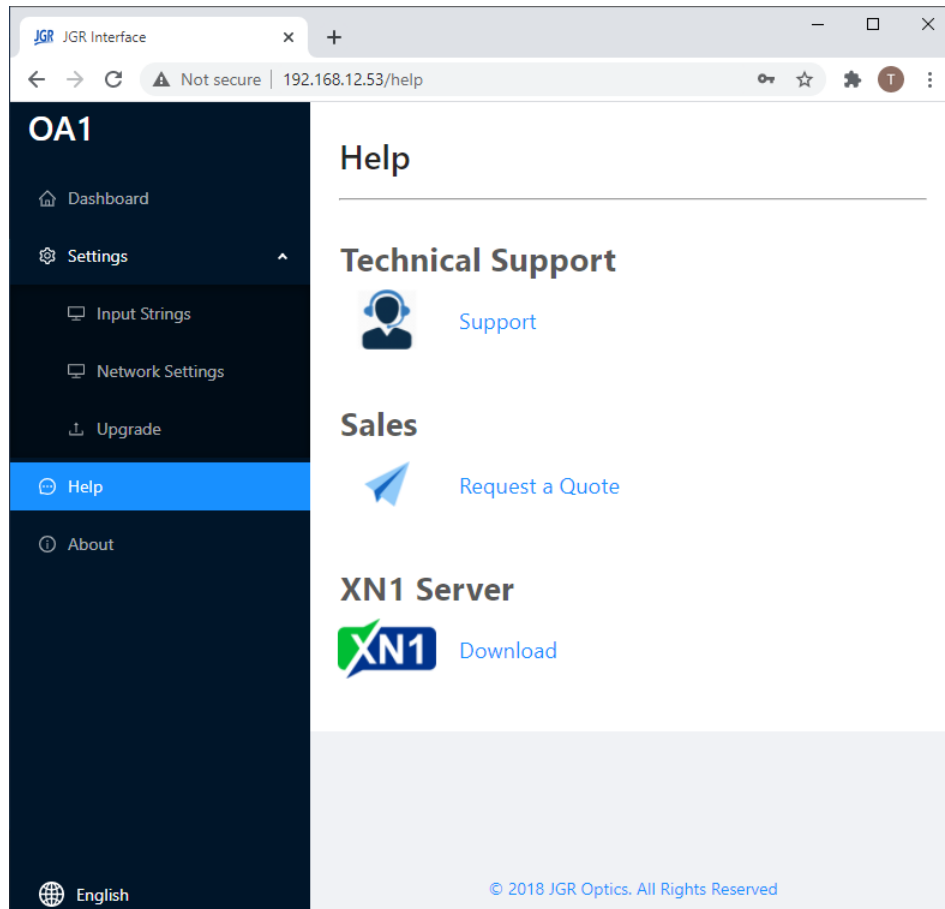 JGR JGR Interface
Not secure | 192.168.12.53/help
T
OA1
Dashboard
Settings
Input Strings
Network Settings
Upgrade
Help
About
English
Help
Technical Support
Support
Sales
Request a Quote
XN1 Server
XN1 Download
© 2018 JGR Optics. All Rights Reserved